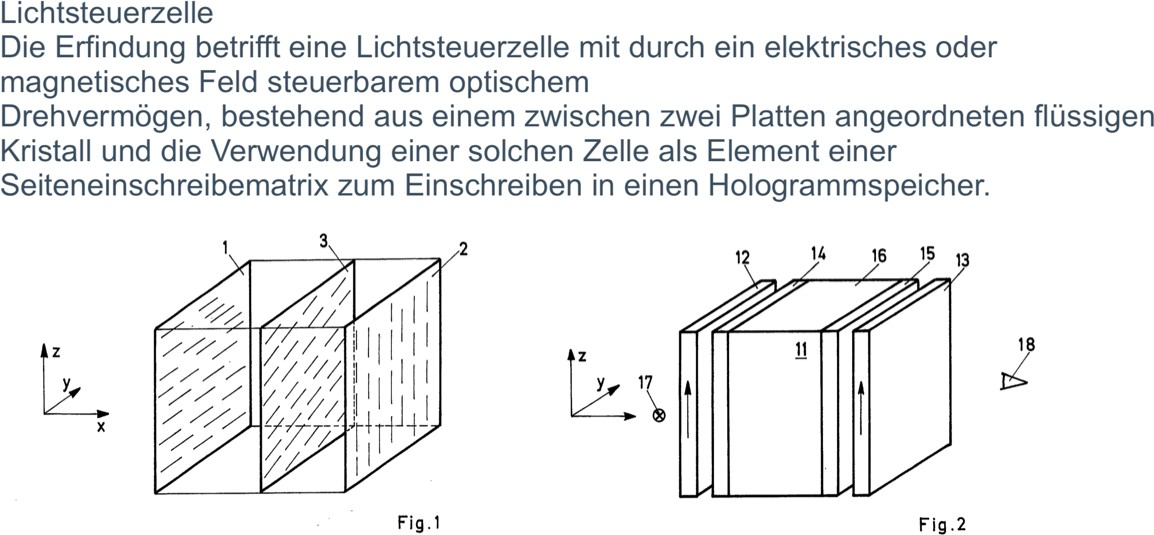 Lichtsteuerzelle
Die Erfindung betrifft eine Lichtsteuerzelle mit durch ein elektrisches oder
magnetisches Feld steuerbarem optischem
Drehvermögen, bestehend aus einem zwischen zwei Platten angeordneten flüssigen
Kristall und die Verwendung einer solchen Zelle als Element einer
Seiteneinschreibematrix zum Einschreiben in einen Hologrammspeicher.
1 3 2
z
y
x
Fig.1
12 14 16 15 13
11
z
y
17
18
Fig.2